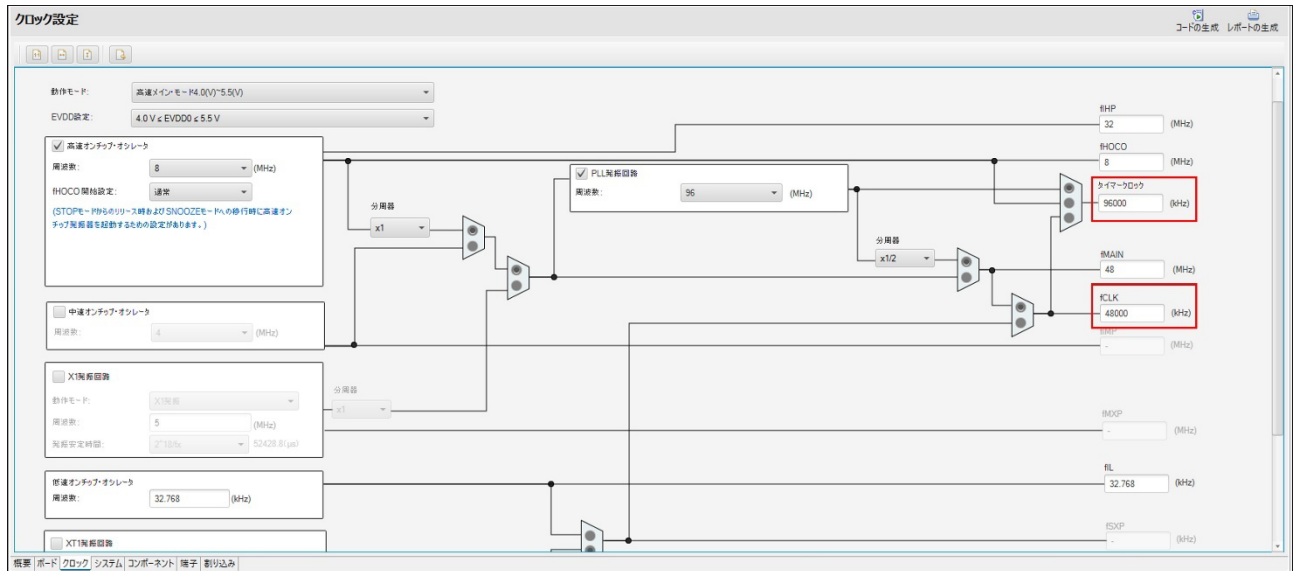 クロック設定
コードの生成 レポートの生成
動作モード: 高速メイン・モード4.0(V)~5.5(V)
EVDD設定: 4.0 V ≤ EVDD0 ≤ 5.5 V
高速オンチップ・オシレータ
周波数: 8 (MHz)
fHOCO開始設定: 通常
(STOPモードからのリリース時およびSNOOZEモードへの移行時に高速オン
チップ発振器を起動するための設定があります。)
分周器
x1
PLL発振回路
周波数: 96 (MHz)
分周器
x1/2
fIHP
32 (MHz)
fHOCO
8 (MHz)
タイマークロック
96000 (kHz)
fMAIN
48 (MHz)
fCLK
48000 (kHz)
fIMP
- (MHz)
中速オンチップ・オシレータ
周波数: 4 (MHz)
X1発振回路
動作モード: X1発振
周波数: 5 (MHz)
発振安定時間: 2^18/fx 52428.8(μs)
分周器
x1
fMXP
- (MHz)
低速オンチップ・オシレータ
周波数: 32.768 (kHz)
fIL
32.768 (kHz)
XT1発振回路
fSXP
- (kHz)
概要 ボード クロック システム コンポーネント 端子 割り込み